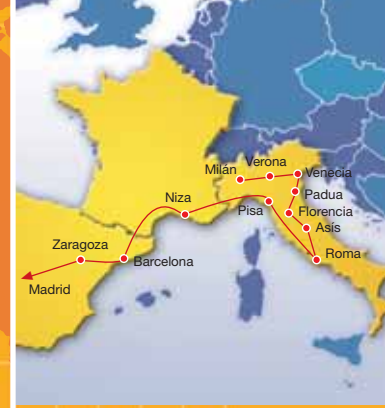 Verona
Milán
Venecia
Padua
Niza
Pisa
Florencia
Asís
Zaragoza
Roma
Barcelona
Madrid